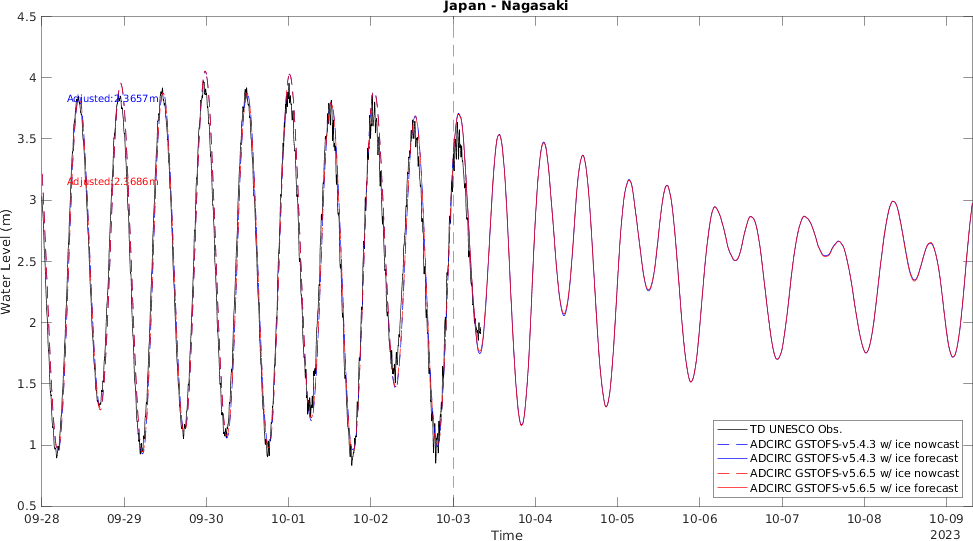 Japan - Nagasaki
4.5
4
3.5
3
2.5
2
1.5
1
0.5
Water Level (m)
Adjusted:2.3657m
Adjusted:2.3686m
TD UNESCO Obs.
ADCIRC GSTOFS-v5.4.3 w/ ice nowcast
ADCIRC GSTOFS-v5.4.3 w/ ice forecast
ADCIRC GSTOFS-v5.6.5 w/ ice nowcast
ADCIRC GSTOFS-v5.6.5 w/ ice forecast
09-28 09-29 09-30 10-01 10-02 10-03 10-04 10-05 10-06 10-07 10-08 10-09
2023
Time